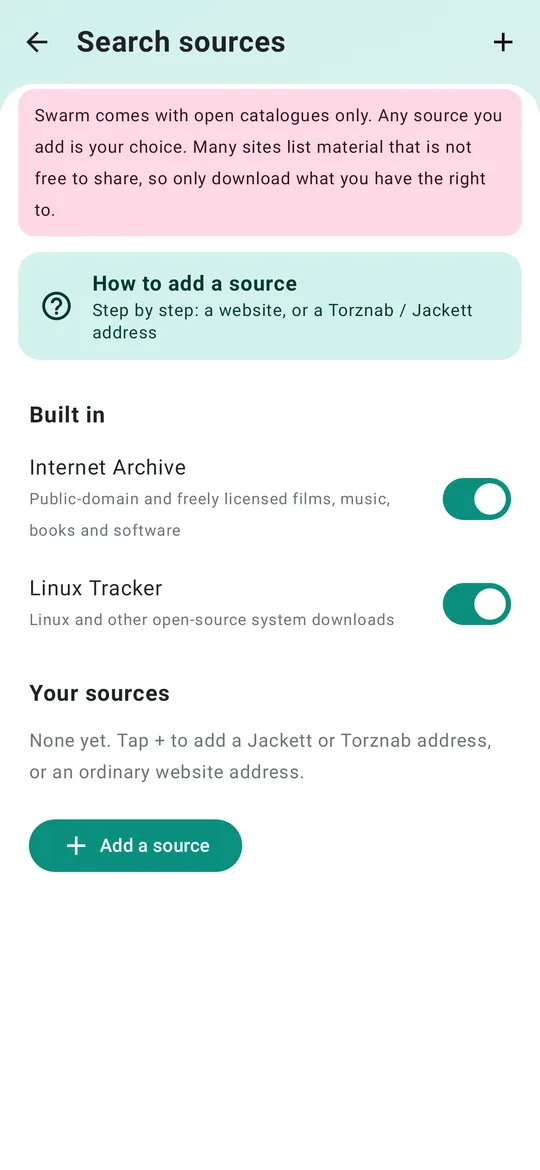 Search sources
Swarm comes with open catalogues only. Any source you
add is your choice. Many sites list material that is not
free to share, so only download what you have the right
to.
How to add a source
Step by step: a website, or a Torznab / Jackett
address
Built in
Internet Archive
Public-domain and freely licensed films, music,
books and software
Linux Tracker
Linux and other open-source system downloads
Your sources
None yet. Tap + to add a Jackett or Torznab address,
or an ordinary website address.
Add a source